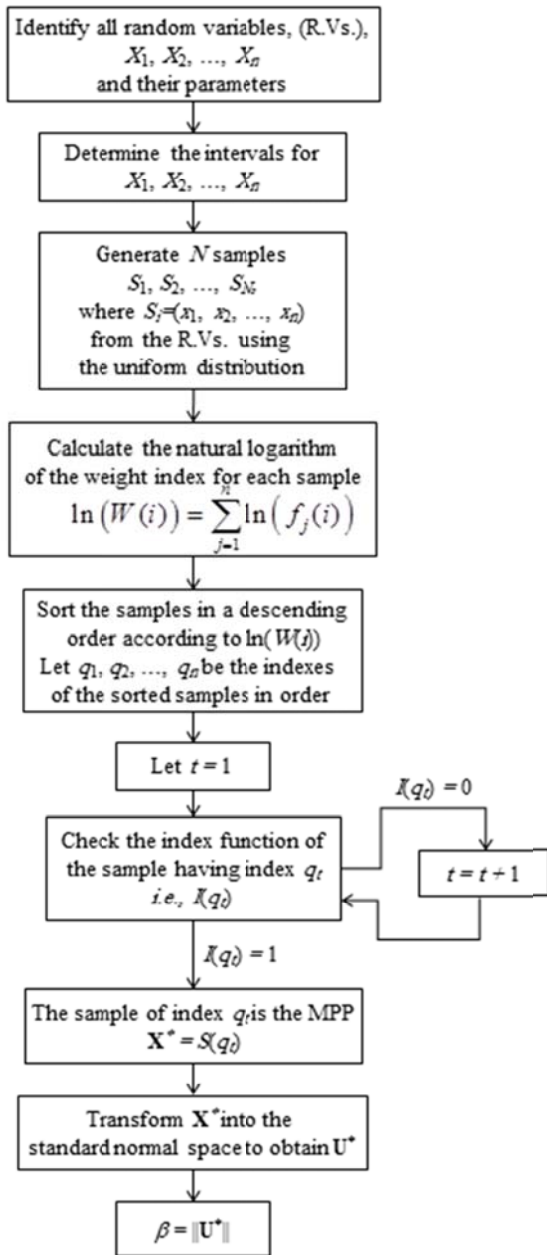 Identify all random variables, (R.Vs.),
X₁, X₂, ..., Xₙ
and their parameters
Determine the intervals for
X₁, X₂, ..., Xₙ
Generate N samples
S₁, S₂, ..., S_N,
where Sᵢ=(x₁, x₂, ..., xₙ)
from the R.Vs. using
the uniform distribution
Calculate the natural logarithm
of the weight index for each sample
ln (W(i)) = ∑_{j=1}^{n} ln ( f_j(i) )
Sort the samples in a descending
order according to ln( W(i))
Let q₁, q₂, ..., qₙ be the indexes
of the sorted samples in order
Let t = 1
I(qₜ) = 0
Check the index function of
the sample having index qₜ
i.e., I(qₜ)
t = t + 1
I(qₜ) = 1
The sample of index qₜ is the MPP
X* = S(qₜ)
Transform X* into the
standard normal space to obtain U*
β = ||U*||